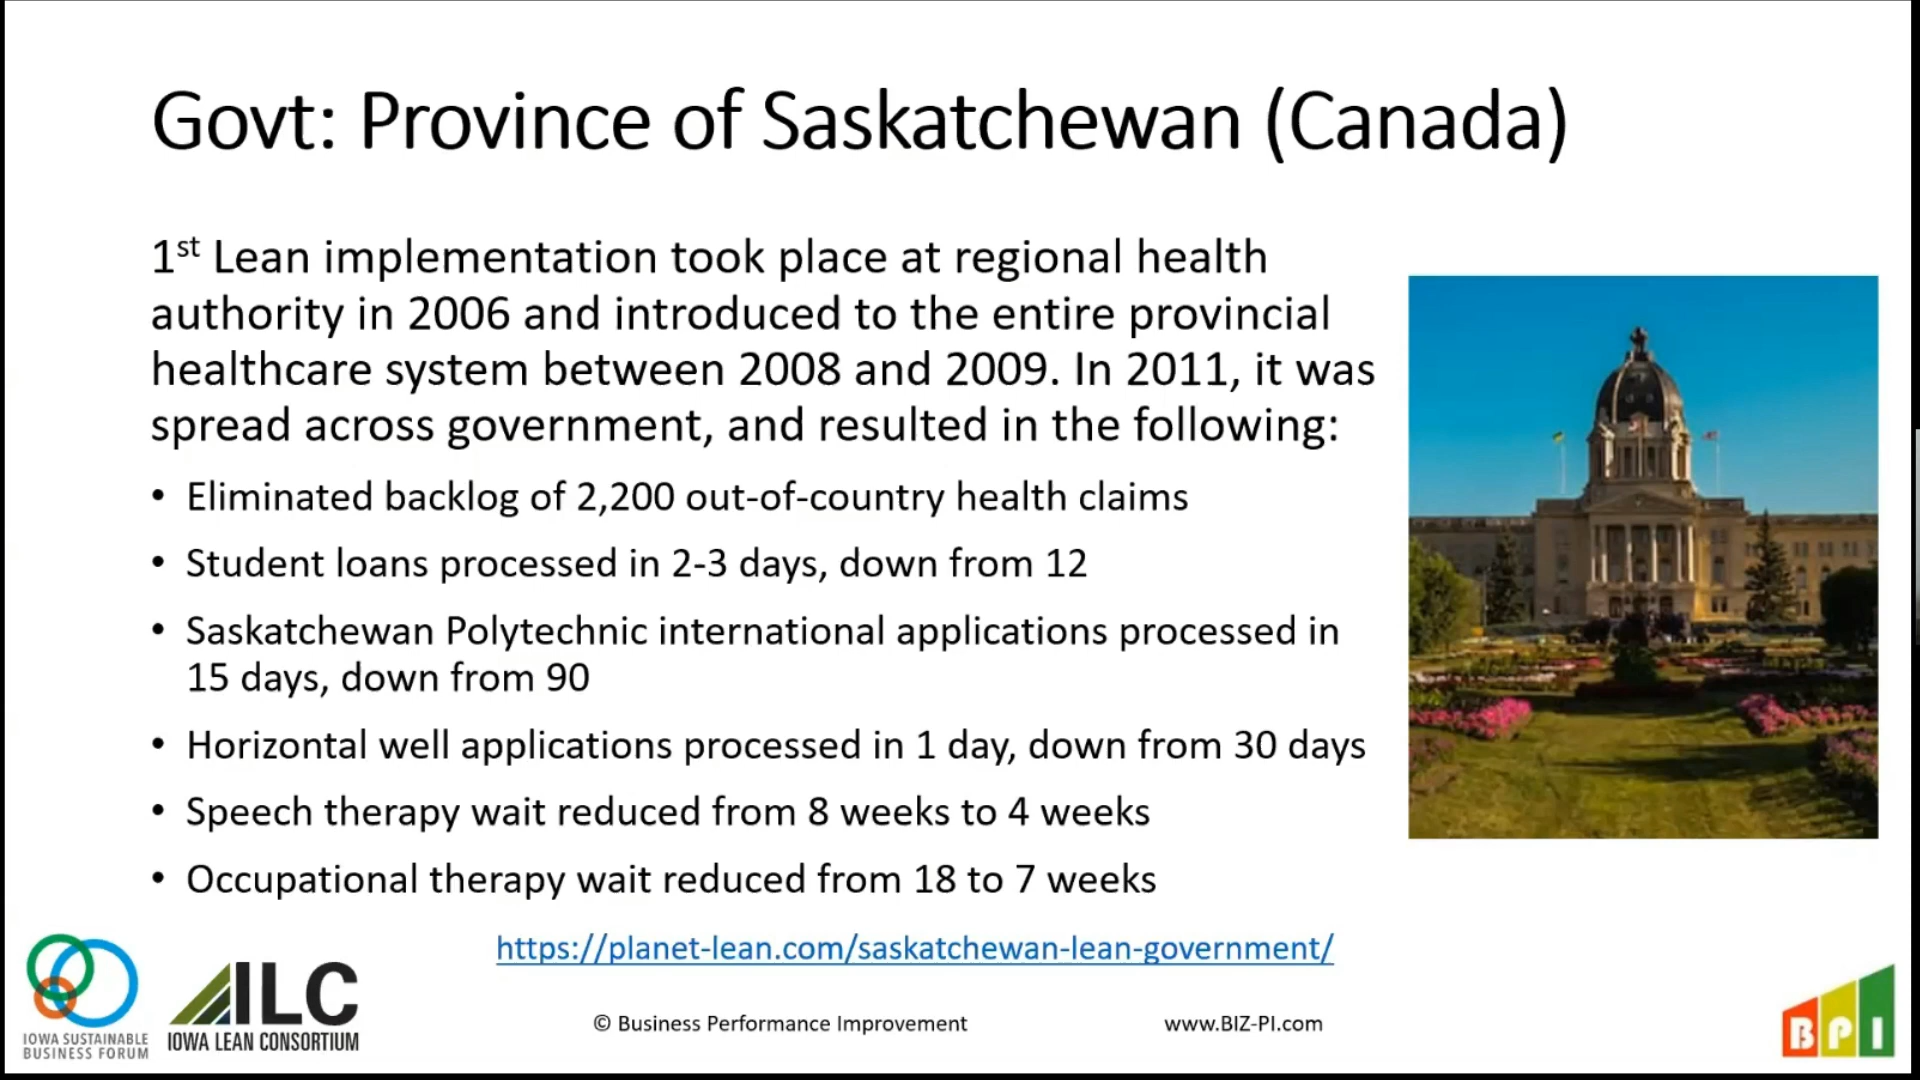 Govt: Province of Saskatchewan (Canada)
1st Lean implementation took place at regional health
authority in 2006 and introduced to the entire provincial
healthcare system between 2008 and 2009. In 2011, it was
spread across government, and resulted in the following:
• Eliminated backlog of 2,200 out-of-country health claims
• Student loans processed in 2-3 days, down from 12
• Saskatchewan Polytechnic international applications processed in
15 days, down from 90
• Horizontal well applications processed in 1 day, down from 30 days
• Speech therapy wait reduced from 8 weeks to 4 weeks
• Occupational therapy wait reduced from 18 to 7 weeks
https://planet-lean.com/saskatchewan-lean-government/
IOWA SUSTAINABLE
BUSINESS FORUM
ILC
IOWA LEAN CONSORTIUM
© Business Performance Improvement
www.BIZ-PI.com
BPI